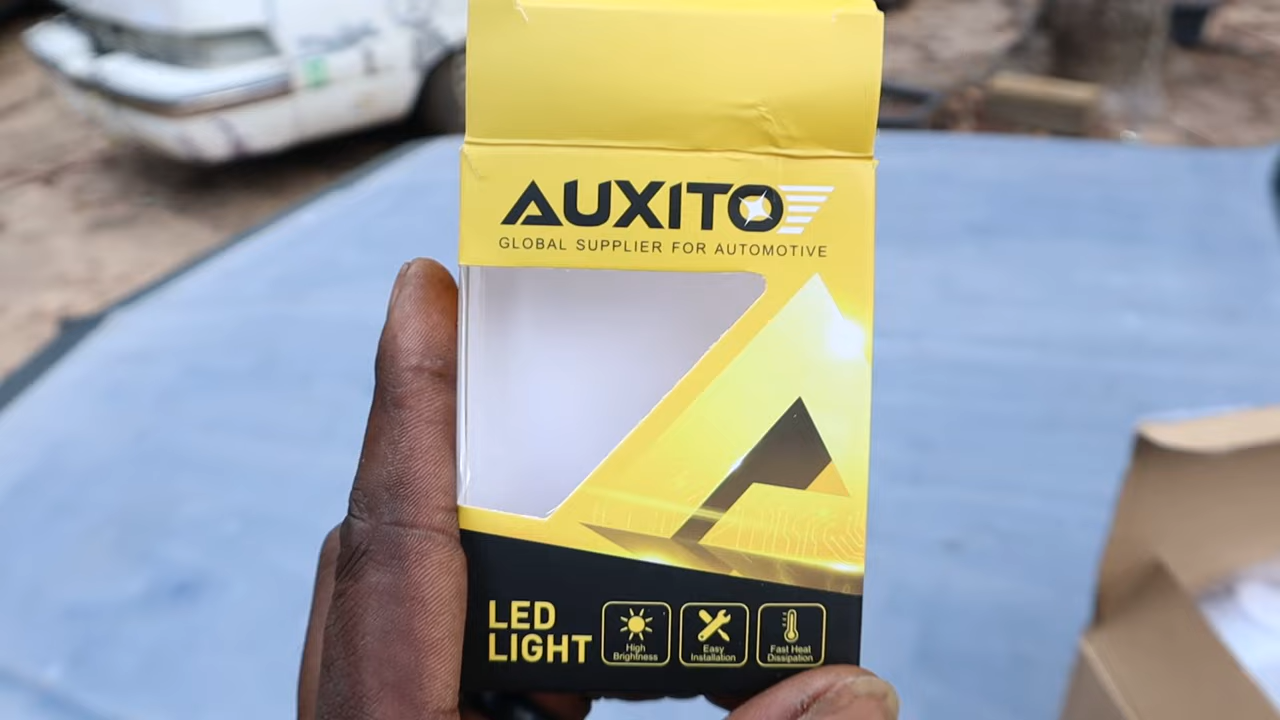 AUXITO
GLOBAL SUPPLIER FOR AUTOMOTIVE
LED
LIGHT
High
Brightness
Easy
Installation
Fast Heat
Dissipation